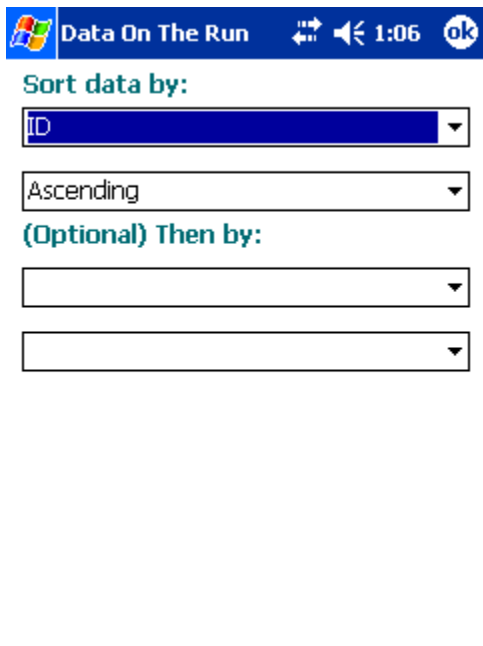 Data On The Run 1:06 ok
Sort data by:
ID
Ascending
(Optional) Then by: